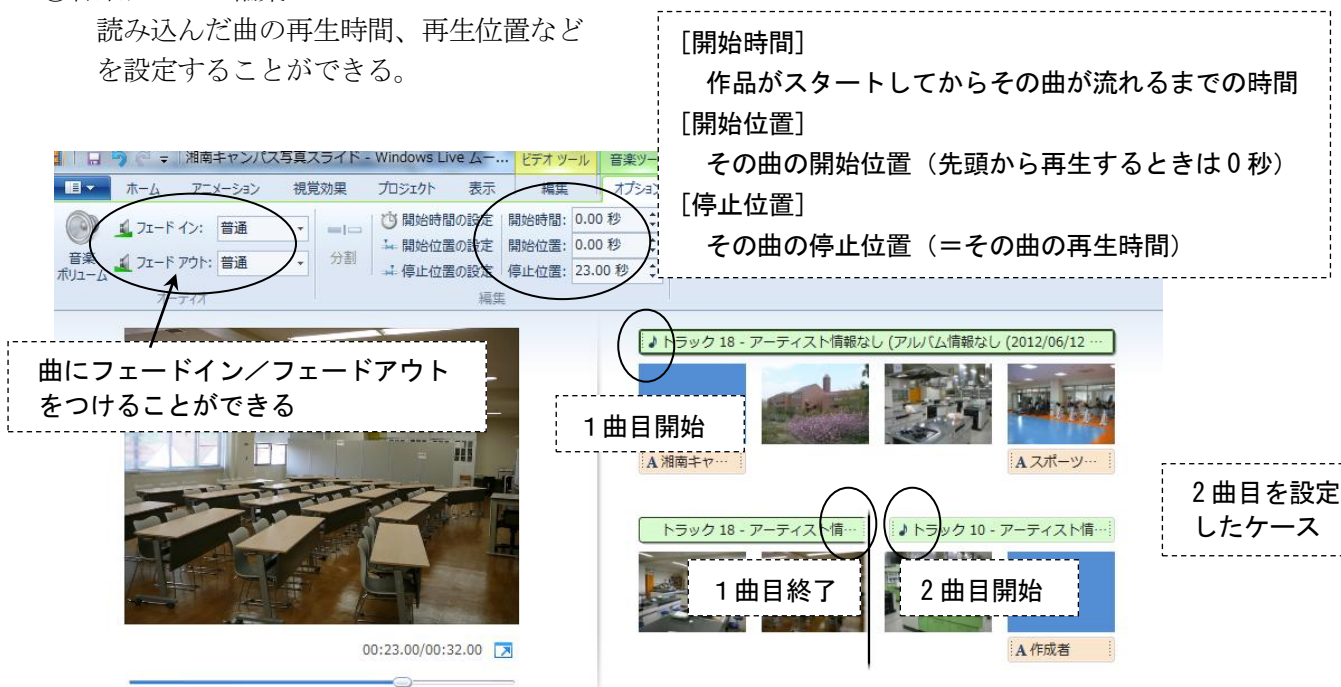 読み込んだ曲の再生時間、再生位置など
を設定することができる。
[開始時間]
作品がスタートしてからその曲が流れるまでの時間
[開始位置]
その曲の開始位置（先頭から再生するときは０秒）
[停止位置]
その曲の停止位置（＝その曲の再生時間）
湘南キャンパス写真スライド - Windows Live ムー... ビデオ ツール 音楽ツー
ホーム アニメーション 視覚効果 プロジェクト 表示 編集 オプション
フェード イン: 普通
フェード アウト: 普通
音楽
ボリューム
オーディオ
分割
開始時間の設定 開始時間: 0.00 秒
開始位置の設定 開始位置: 0.00 秒
停止位置の設定 停止位置: 23.00 秒
編集
曲にフェードイン／フェードアウト
をつけることができる
トラック 18 - アーティスト情報なし (アルバム情報なし (2012/06/12 …
１曲目開始
A 湘南キャ…
A スポーツ…
2 曲目を設定
したケース
トラック 18 - アーティスト情…
トラック 10 - アーティスト情…
１曲目終了
２曲目開始
A 作成者
00:23.00/00:32.00